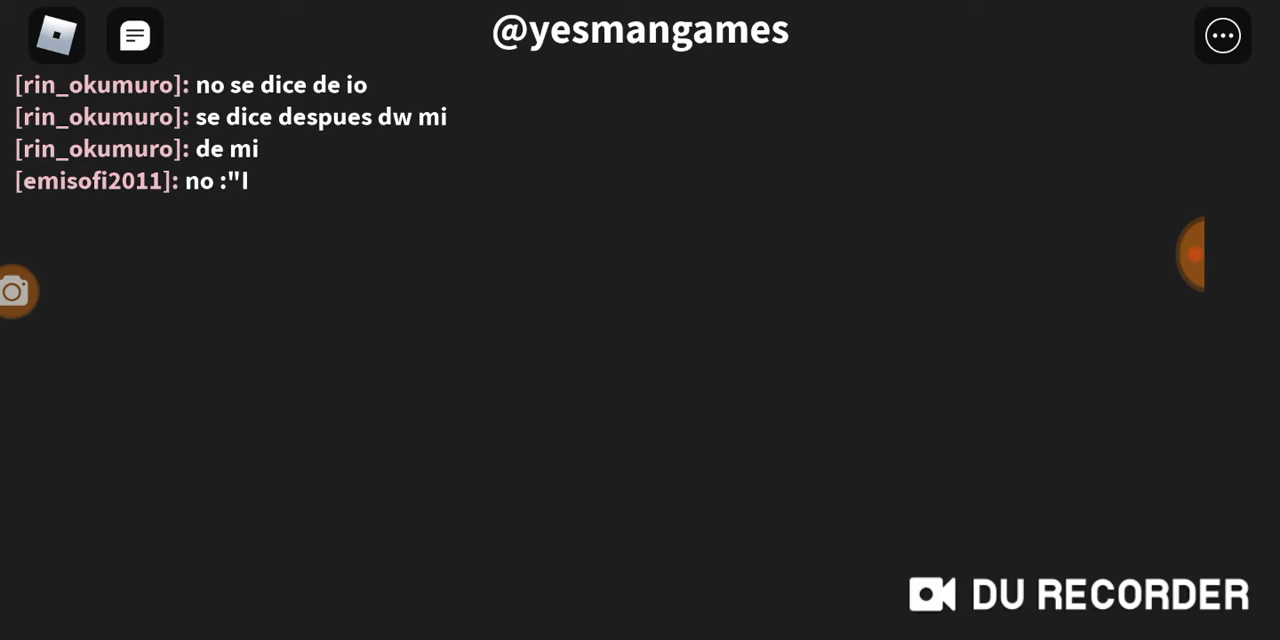 @yesmangames
[rin_okumuro]: no se dice de io
[rin_okumuro]: se dice despues dw mi
[rin_okumuro]: de mi
[emisofi2011]: no :"l
DU RECORDER